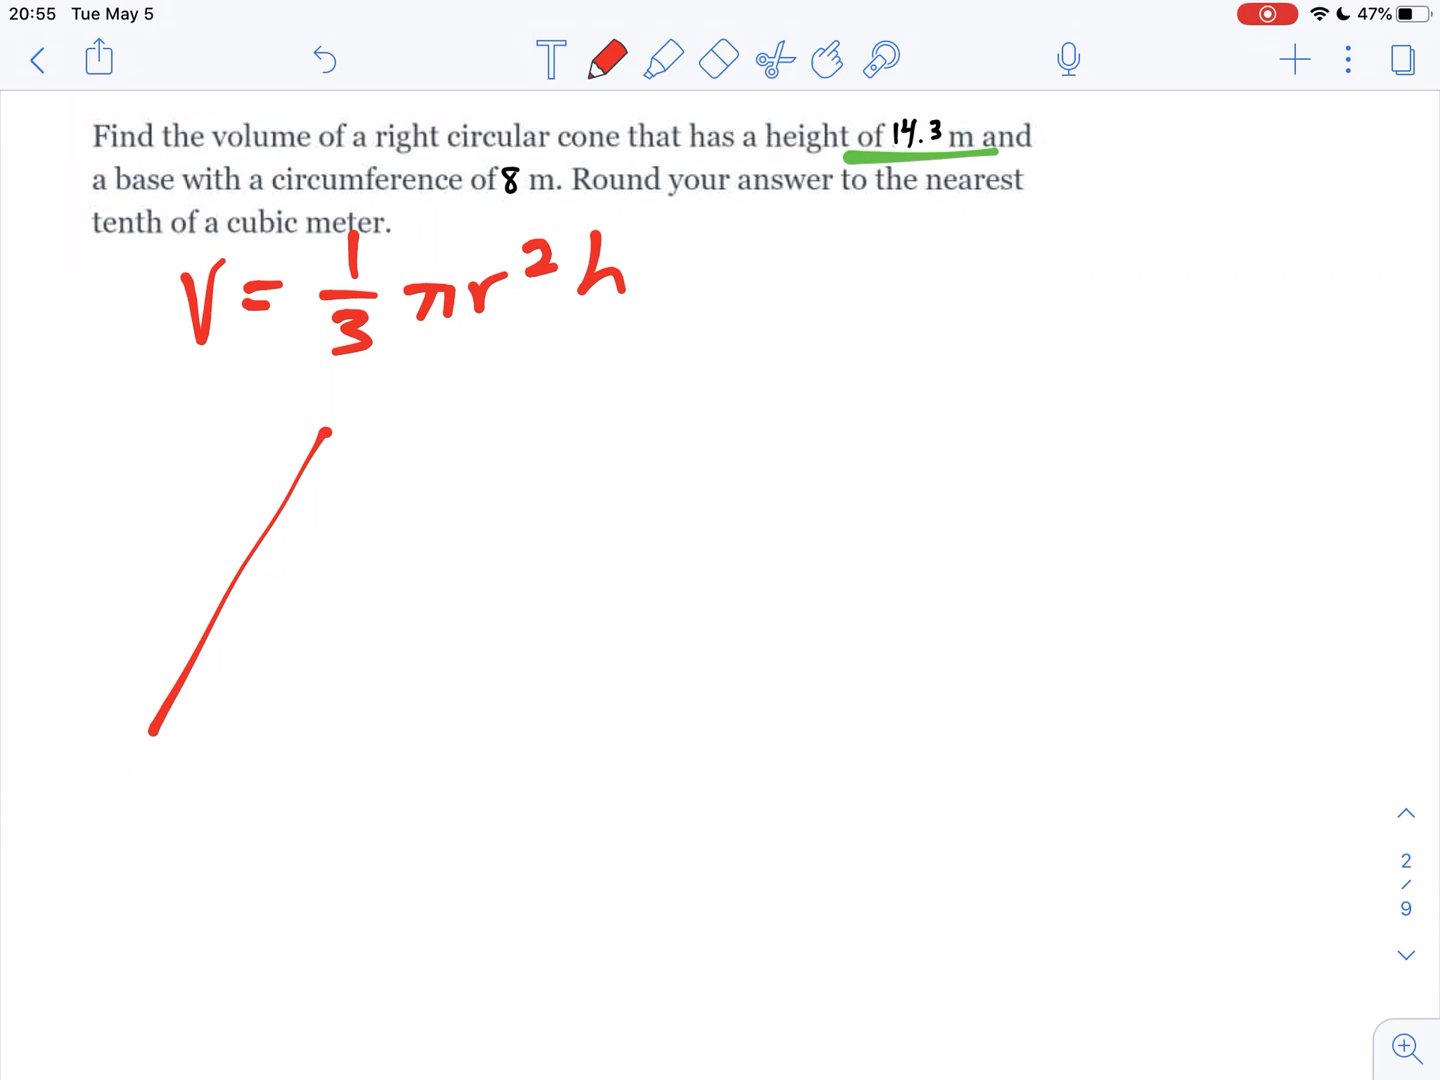 20:55 Tue May 5 47%
Find the volume of a right circular cone that has a height of 14.3 m and
a base with a circumference of 8 m. Round your answer to the nearest
tenth of a cubic meter.
V = 1/3 πr²h
2
/
9